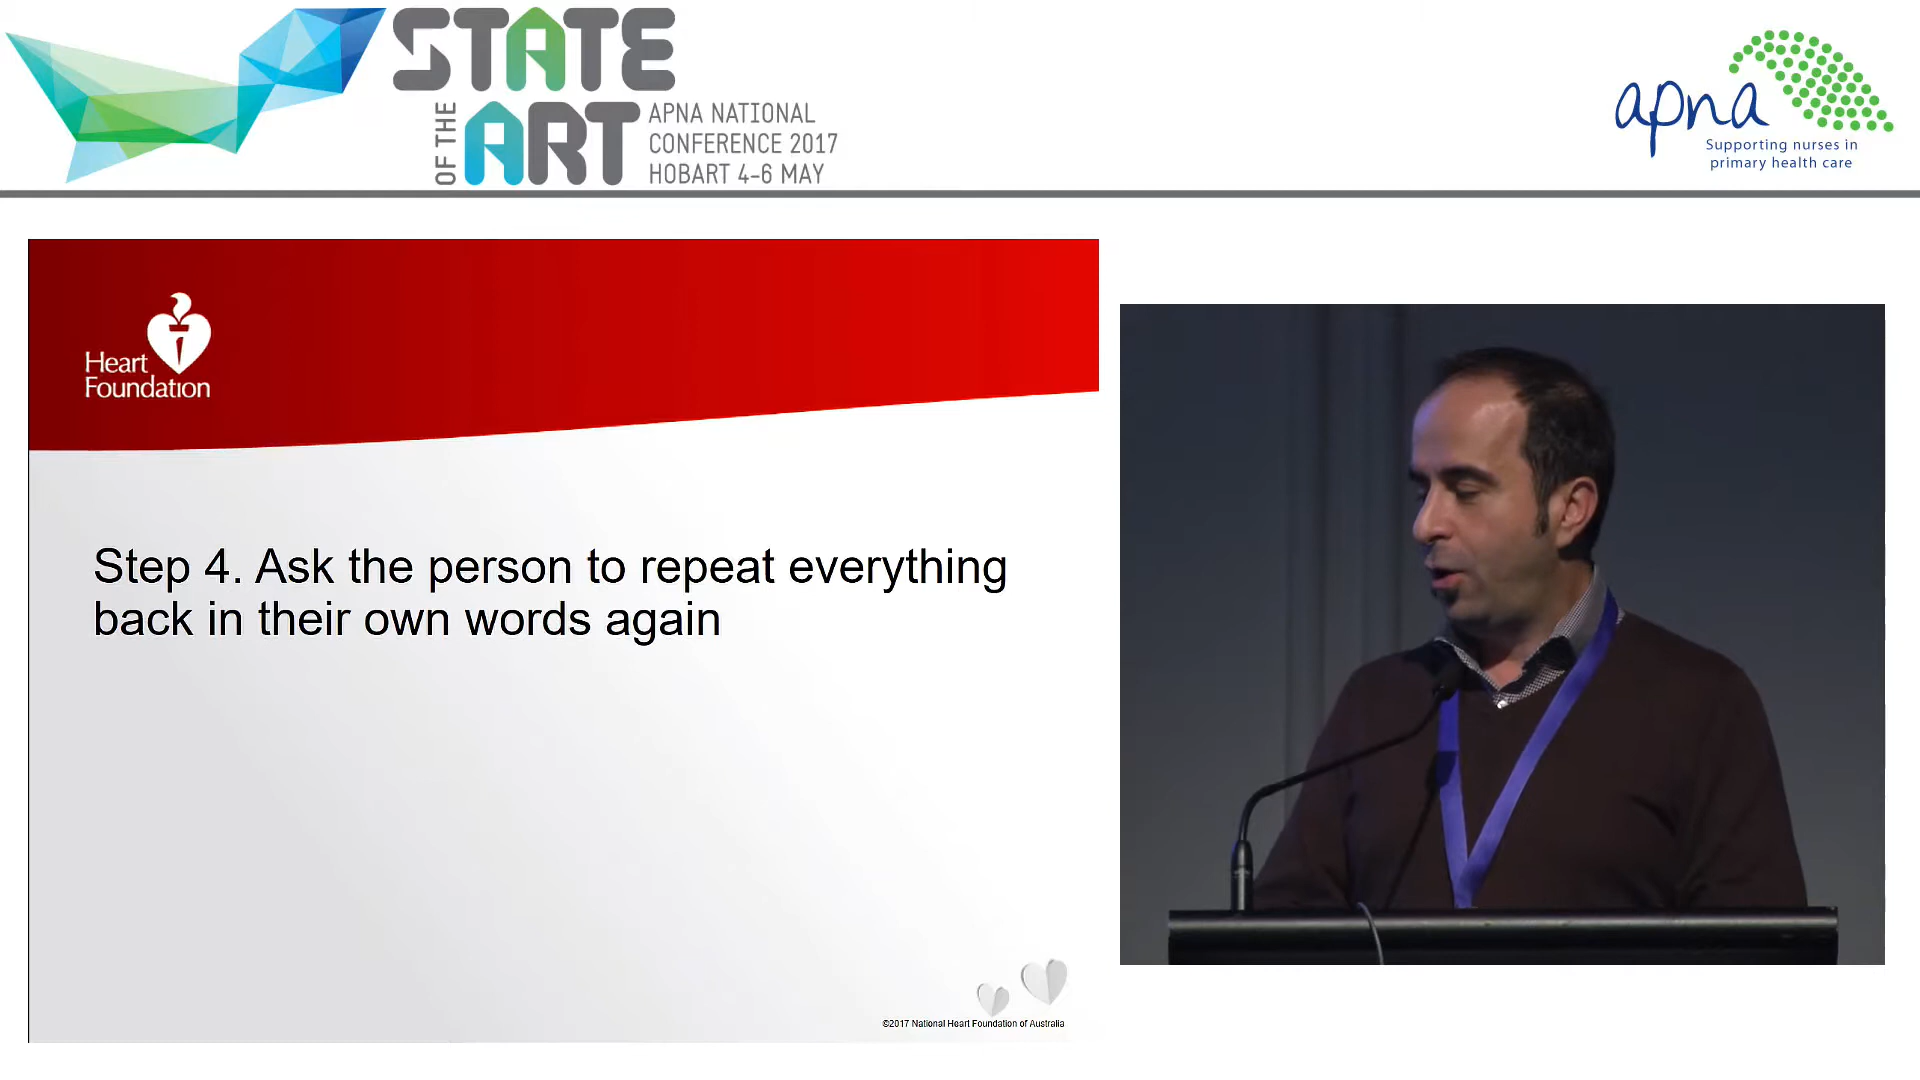 STATE
OF THE
ART
APNA NATIONAL
CONFERENCE 2017
HOBART 4-6 MAY
apna
Supporting nurses in
primary health care
Heart
Foundation
Step 4. Ask the person to repeat everything
back in their own words again
©2017 National Heart Foundation of Australia